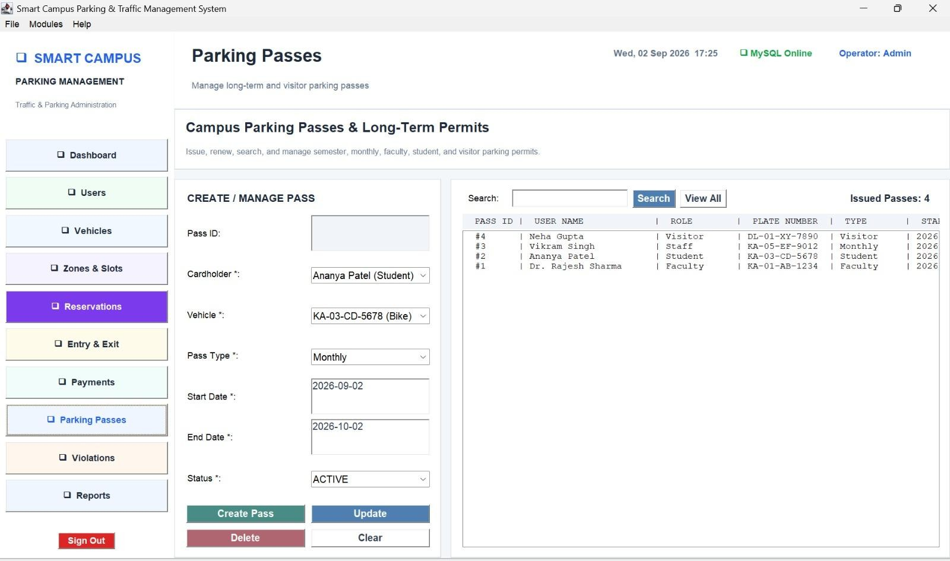 Smart Campus Parking & Traffic Management System
File Modules Help
SMART CAMPUS
PARKING MANAGEMENT
Traffic & Parking Administration
Dashboard
Users
Vehicles
Zones & Slots
Reservations
Entry & Exit
Payments
Parking Passes
Violations
Reports
Sign Out
Parking Passes
Manage long-term and visitor parking passes
Wed, 02 Sep 2026 17:25
MySQL Online
Operator: Admin
Campus Parking Passes & Long-Term Permits
Issue, renew, search, and manage semester, monthly, faculty, student, and visitor parking permits.
CREATE / MANAGE PASS
Pass ID:
Cardholder *: Ananya Patel (Student)
Vehicle *: KA-03-CD-5678 (Bike)
Pass Type *: Monthly
Start Date *: 2026-09-02
End Date *: 2026-10-02
Status *: ACTIVE
Create Pass Update
Delete Clear
Search: Search View All Issued Passes: 4
PASS ID | USER NAME | ROLE | PLATE NUMBER | TYPE | STA
#4 | Neha Gupta | Visitor | DL-01-XY-7890 | Visitor | 2026
#3 | Vikram Singh | Staff | KA-05-EF-9012 | Monthly | 2026
#2 | Ananya Patel | Student | KA-03-CD-5678 | Student | 2026
#1 | Dr. Rajesh Sharma | Faculty | KA-01-AB-1234 | Faculty | 2026